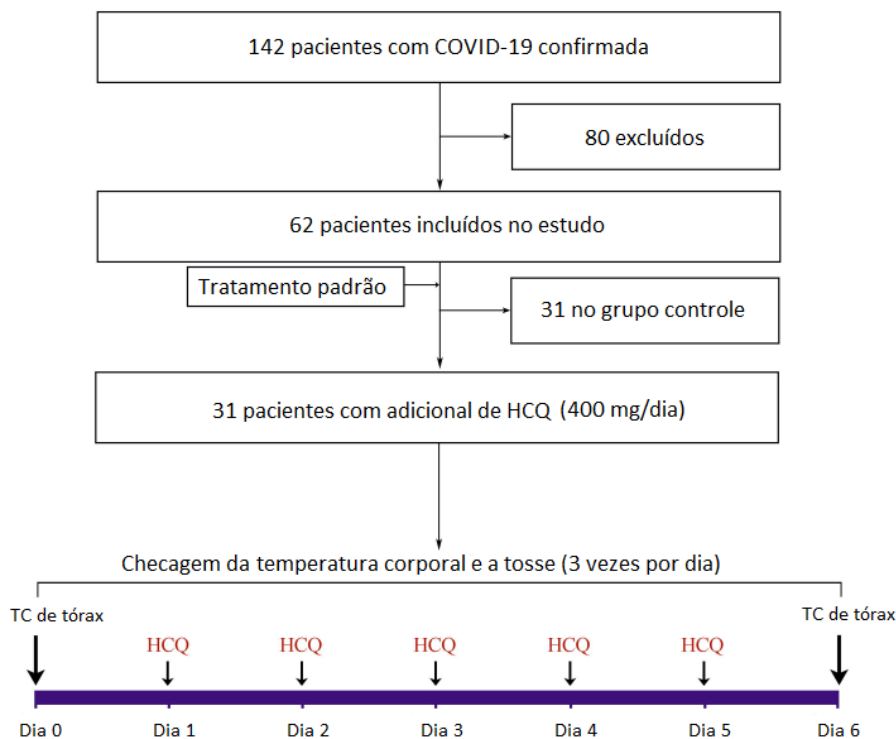 142 pacientes com COVID-19 confirmada
80 excluídos
62 pacientes incluídos no estudo
Tratamento padrão
31 no grupo controle
31 pacientes com adicional de HCQ (400 mg/dia)
Checagem da temperatura corporal e a tosse (3 vezes por dia)
TC de tórax
TC de tórax
HCQ
HCQ
HCQ
HCQ
HCQ
Dia 0
Dia 1
Dia 2
Dia 3
Dia 4
Dia 5
Dia 6